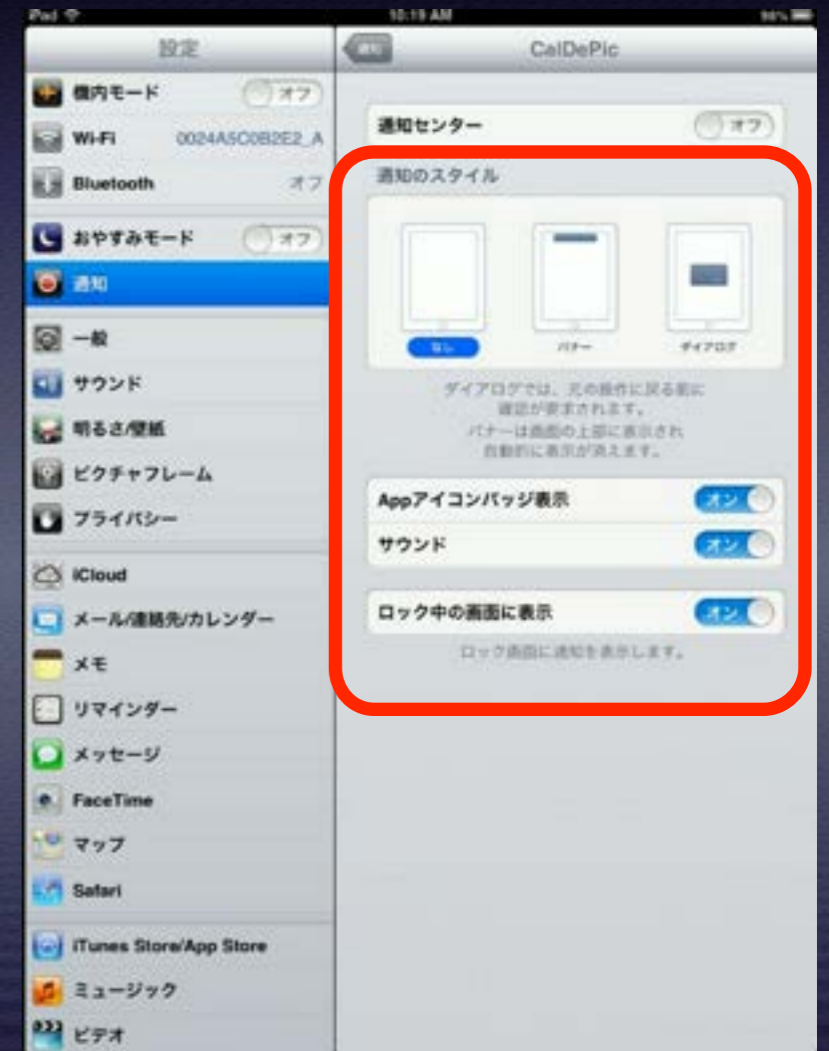 iPad
10:19 AM
98%
設定
通知
CalDePic
機内モード
オフ
Wi-Fi
0024A5C0B2E2_A
Bluetooth
オフ
おやすみモード
オフ
通知
一般
サウンド
明るさ/壁紙
ピクチャフレーム
プライバシー
iCloud
メール/連絡先/カレンダー
メモ
リマインダー
メッセージ
FaceTime
マップ
Safari
iTunes Store/App Store
ミュージック
ビデオ
通知センター
オフ
通知のスタイル
なし
バナー
ダイアログ
ダイアログでは、元の操作に戻る前に
確認が要求されます。
バナーは画面の上部に表示され
自動的に表示が消えます。
Appアイコンバッジ表示
オン
サウンド
オン
ロック中の画面に表示
オン
ロック画面に通知を表示します。